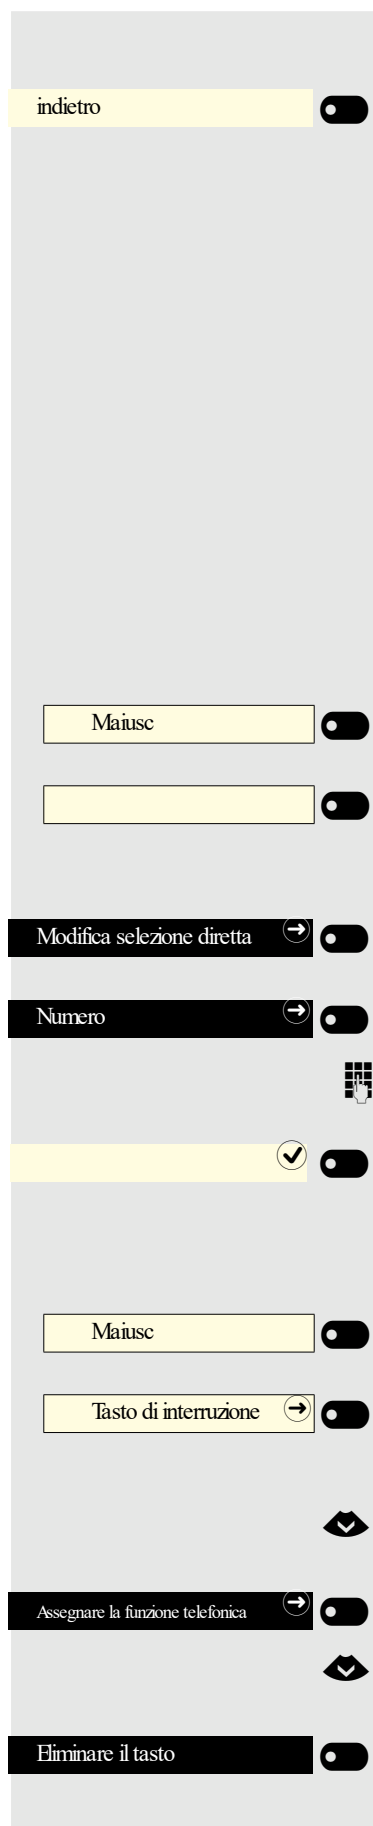 indietro
Maiusc
Modifica selezione diretta
Numero
Maiusc
Tasto di interruzione
Assegnare la funzione telefonica
Eliminare il tasto